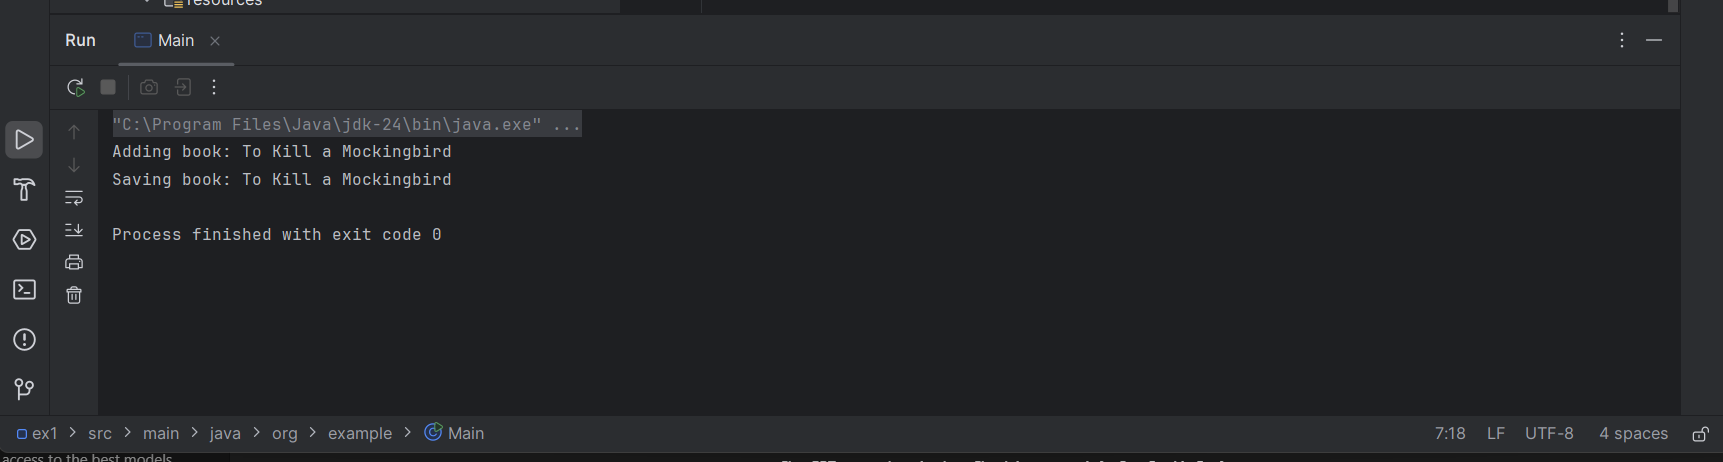 resources
Run
Main
"C:\Program Files\Java\jdk-24\bin\java.exe" ...
Adding book: To Kill a Mockingbird
Saving book: To Kill a Mockingbird
Process finished with exit code 0
ex1 > src > main > java > org > example > Main
7:18 LF UTF-8 4 spaces
access to the best models